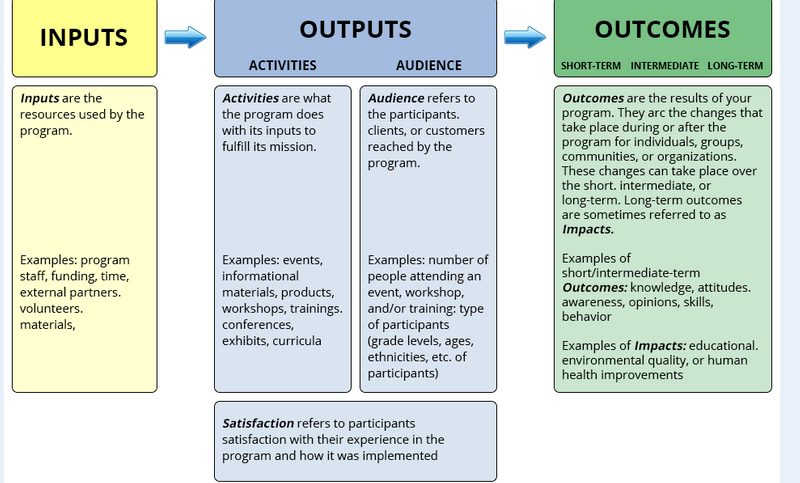 INPUTS
OUTPUTS
ACTIVITIES AUDIENCE
OUTCOMES
SHORT-TERM INTERMEDIATE LONG-TERM
Inputs are the
resources used by the
program.
Examples: program
staff, funding, time,
external partners.
volunteers.
materials,
Activities are what
the program does
with its inputs to
fulfill its mission.
Examples: events,
informational
materials, products,
workshops, trainings.
conferences,
exhibits, curricula
Audience refers to
the participants.
clients, or customers
reached by the
program.
Examples: number of
people attending an
event, workshop,
and/or training: type
of participants
(grade levels, ages,
ethnicities, etc. of
participants)
Satisfaction refers to participants
satisfaction with their experience in the
program and how it was implemented
Outcomes are the results of your
program. They arc the changes that
take place during or after the
program for individuals, groups,
communities, or organizations.
These changes can take place over
the short. intermediate, or
long-term. Long-term outcomes
are sometimes referred to as
Impacts.
Examples of
short/intermediate-term
Outcomes: knowledge, attitudes.
awareness, opinions, skills,
behavior
Examples of Impacts: educational.
environmental quality, or human
health improvements